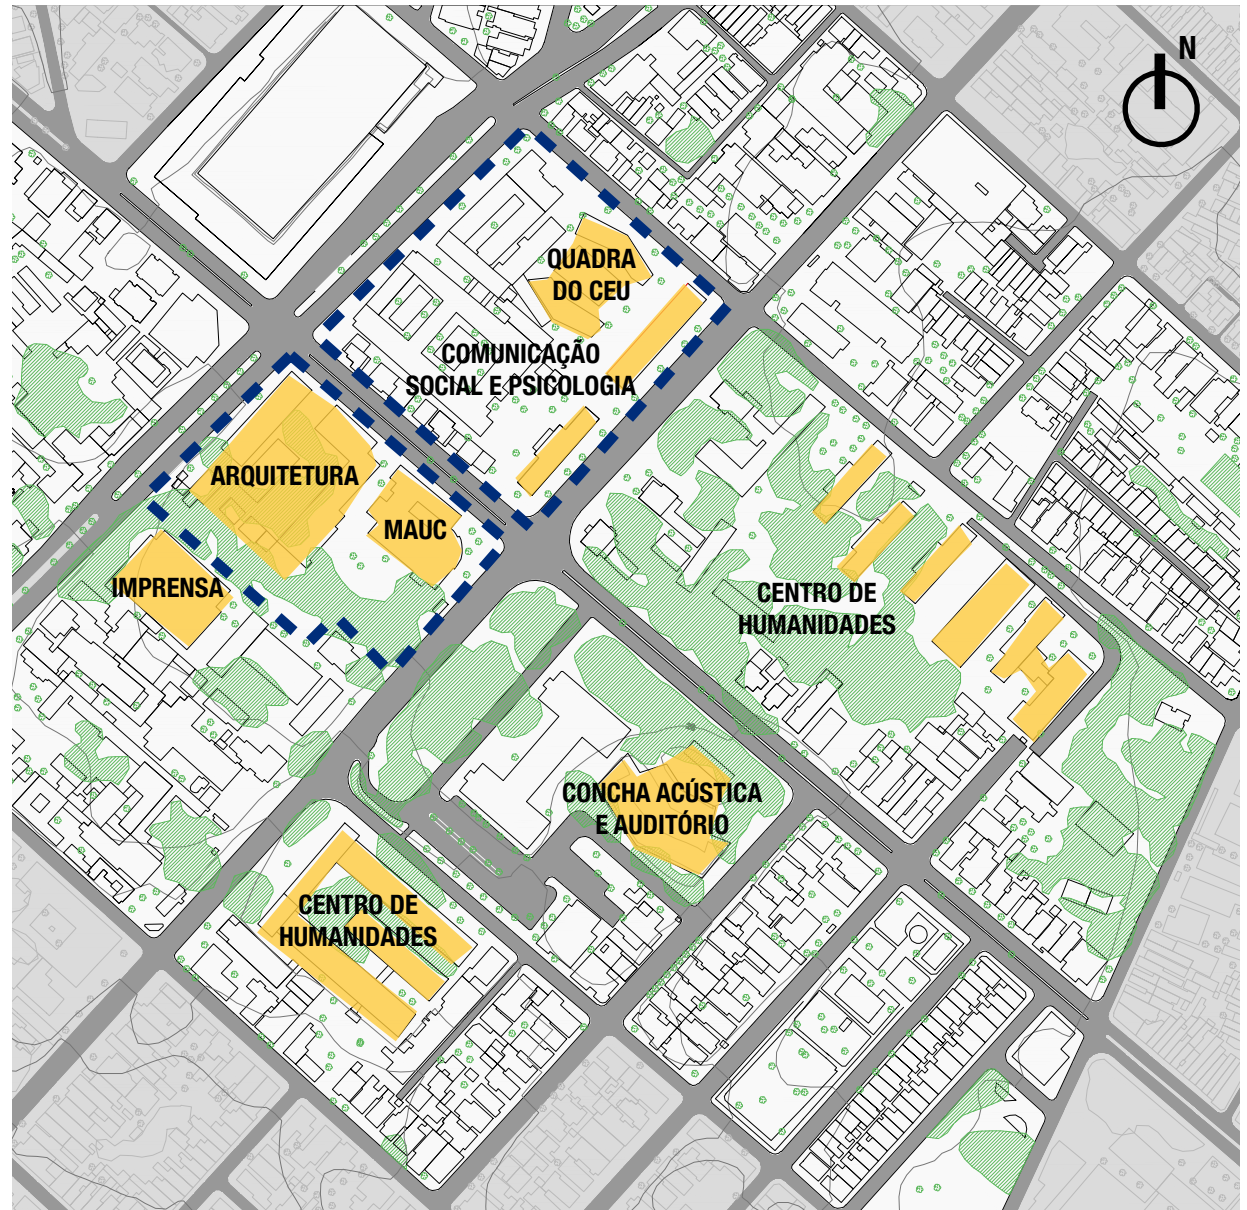 N
QUADRA
DO CEU
COMUNICAÇÃO
SOCIAL E PSICOLOGIA
ARQUITETURA
MAUC
IMPRENSA
CENTRO DE
HUMANIDADES
CONCHA ACÚSTICA
E AUDITÓRIO
CENTRO DE
HUMANIDADES